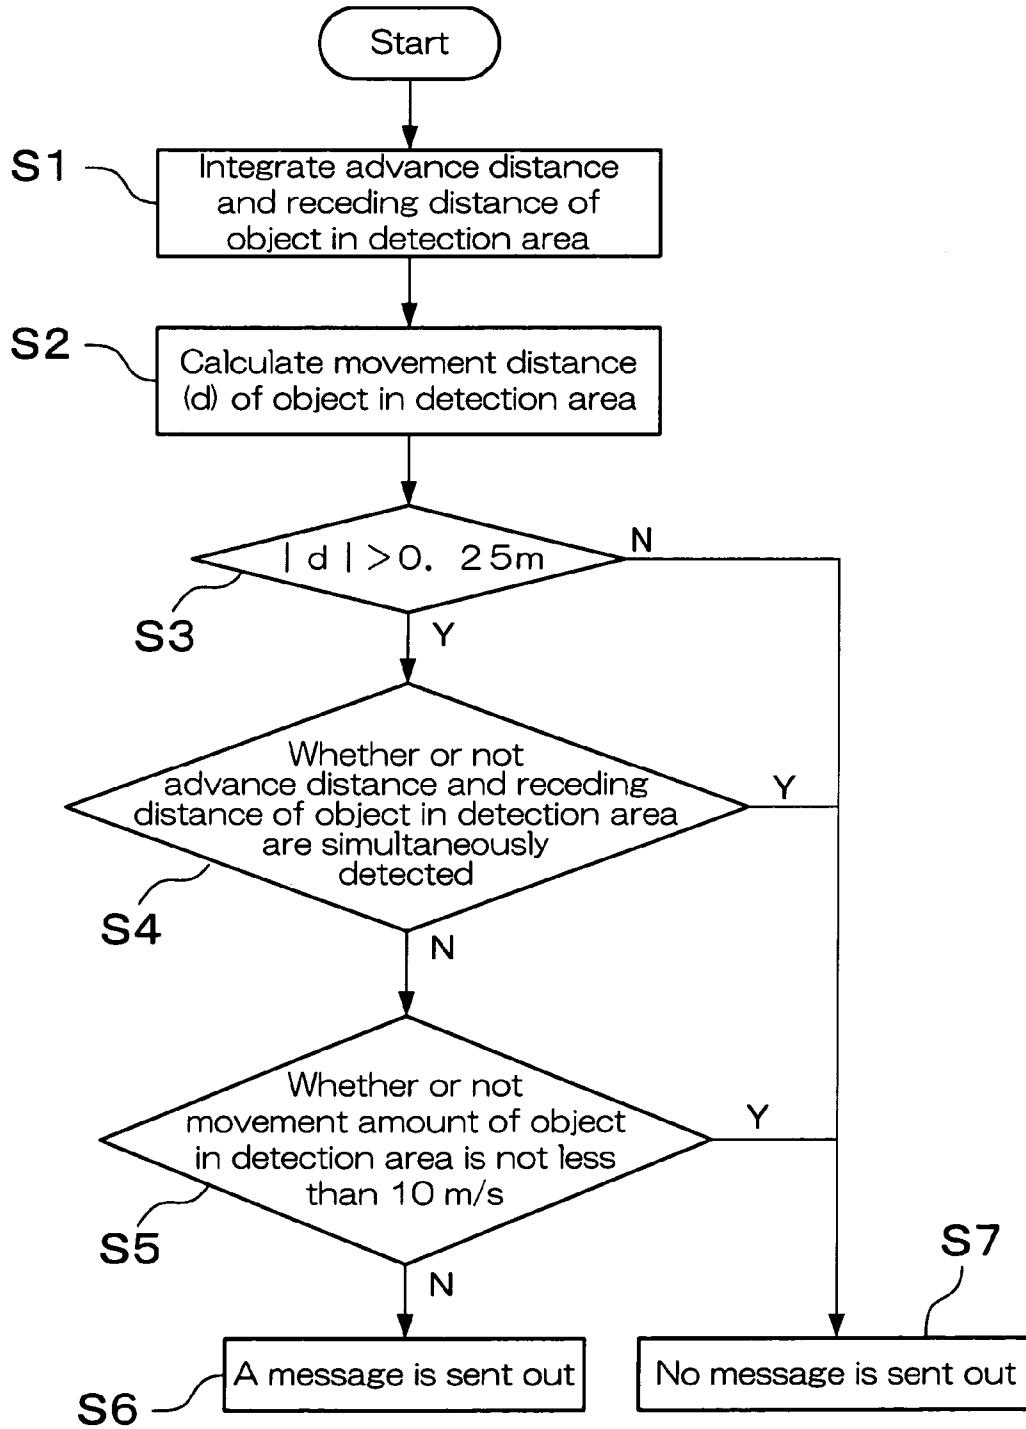 Start
S1
Integrate advance distance
and receding distance of
object in detection area
S2
Calculate movement distance
(d) of object in detection area
| d | >0. 25m
N
S3
Y
Whether or not
advance distance and receding
distance of object in detection area
are simultaneously
detected
Y
S4
N
Whether or not
movement amount of object
in detection area is not less
than 10 m/s
Y
S5
N
S7
A message is sent out
No message is sent out
S6